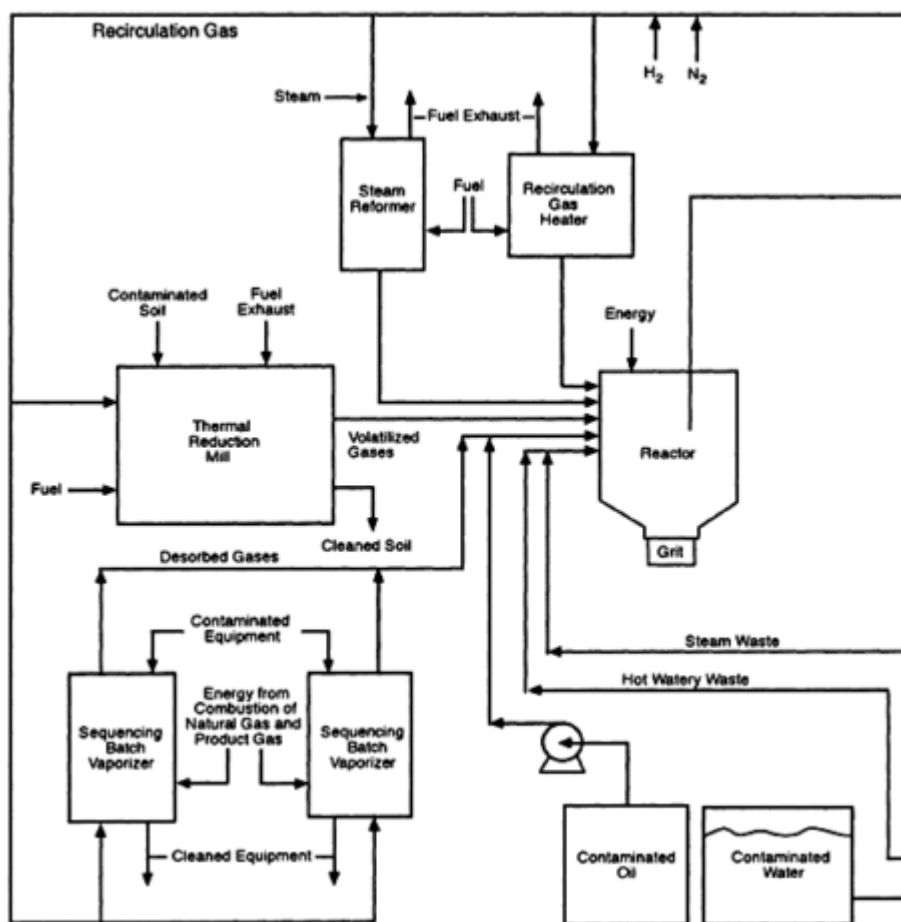 Recirculation Gas
H2
N2
Steam
Fuel Exhaust
Steam
Reformer
Fuel
Recirculation
Gas
Heater
Contaminated
Soil
Fuel
Exhaust
Energy
Thermal
Reduction
Mill
Volatilized
Gases
Reactor
Fuel
Cleaned Soil
Grit
Desorbed Gases
Contaminated
Equipment
Steam Waste
Hot Watery Waste
Sequencing
Batch
Vaporizer
Energy from
Combustion of
Natural Gas and
Product Gas
Sequencing
Batch
Vaporizer
Cleaned Equipment
Contaminated
Oil
Contaminated
Water